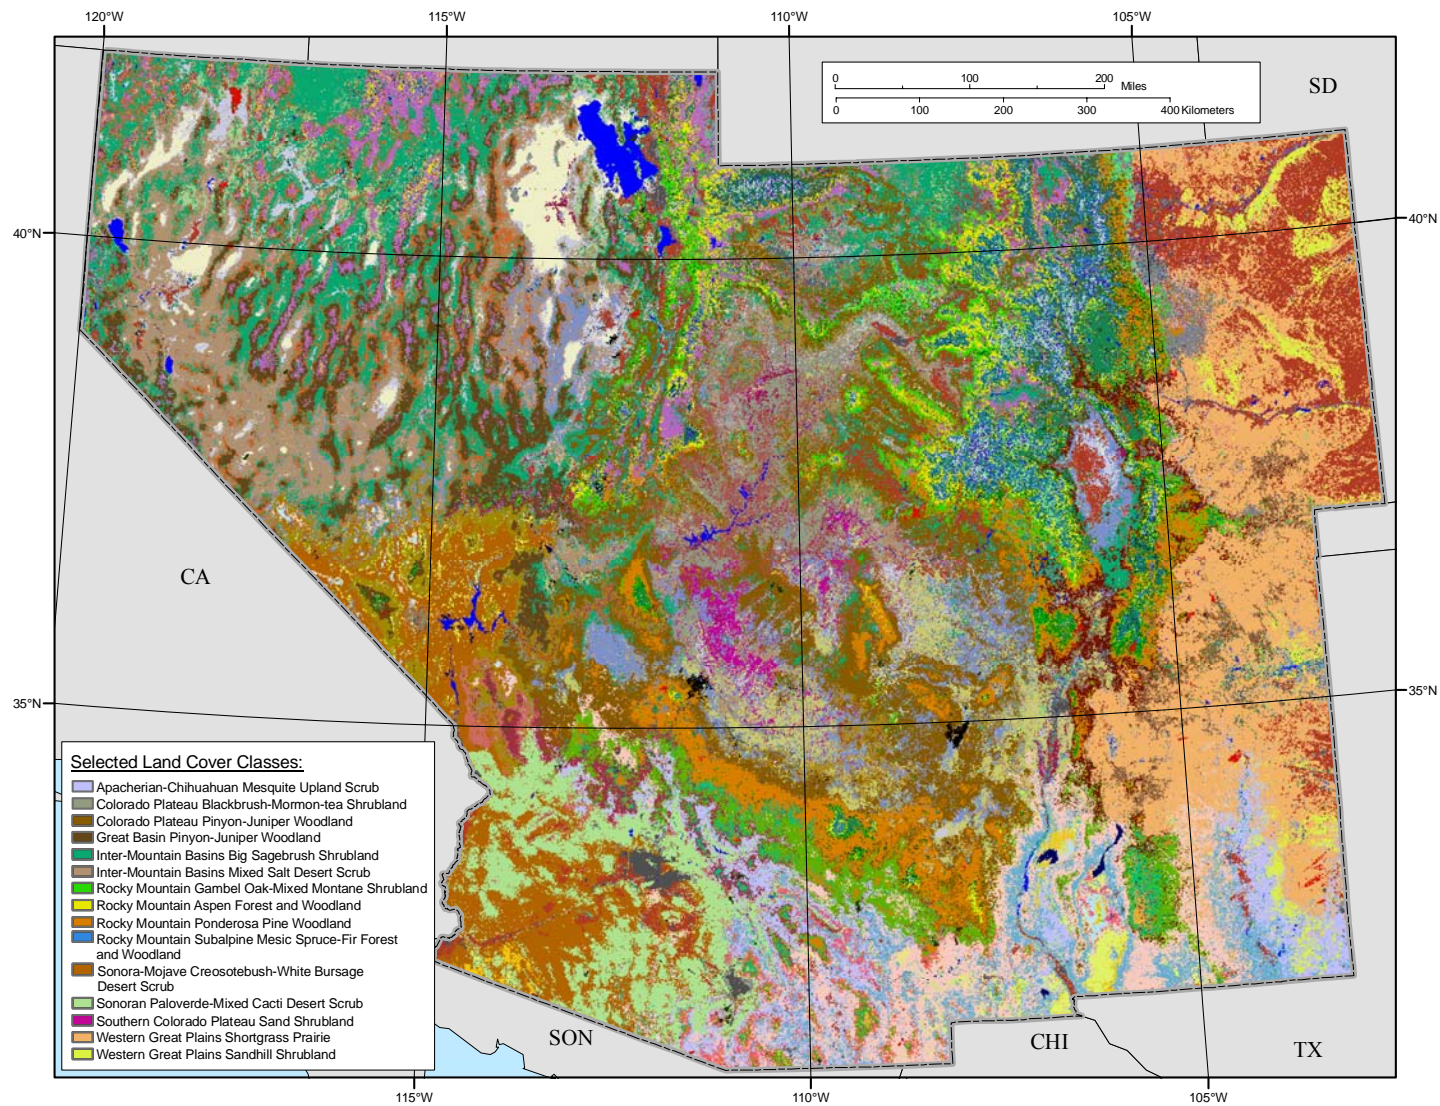 120°W
115°W
110°W
105°W
0 100 200
Miles
0 100 200 300 400 Kilometers
SD
40°N
40°N
CA
35°N
35°N
Selected Land Cover Classes:
Apacherian-Chihuahuan Mesquite Upland Scrub
Colorado Plateau Blackbrush-Mormon-tea Shrubland
Colorado Plateau Pinyon-Juniper Woodland
Great Basin Pinyon-Juniper Woodland
Inter-Mountain Basins Big Sagebrush Shrubland
Inter-Mountain Basins Mixed Salt Desert Scrub
Rocky Mountain Gambel Oak-Mixed Montane Shrubland
Rocky Mountain Aspen Forest and Woodland
Rocky Mountain Ponderosa Pine Woodland
Rocky Mountain Subalpine Mesic Spruce-Fir Forest
and Woodland
Sonora-Mojave Creosotebush-White Bursage
Desert Scrub
Sonoran Paloverde-Mixed Cacti Desert Scrub
Southern Colorado Plateau Sand Shrubland
Western Great Plains Shortgrass Prairie
Western Great Plains Sandhill Shrubland
SON
CHI
TX
115°W
110°W
105°W